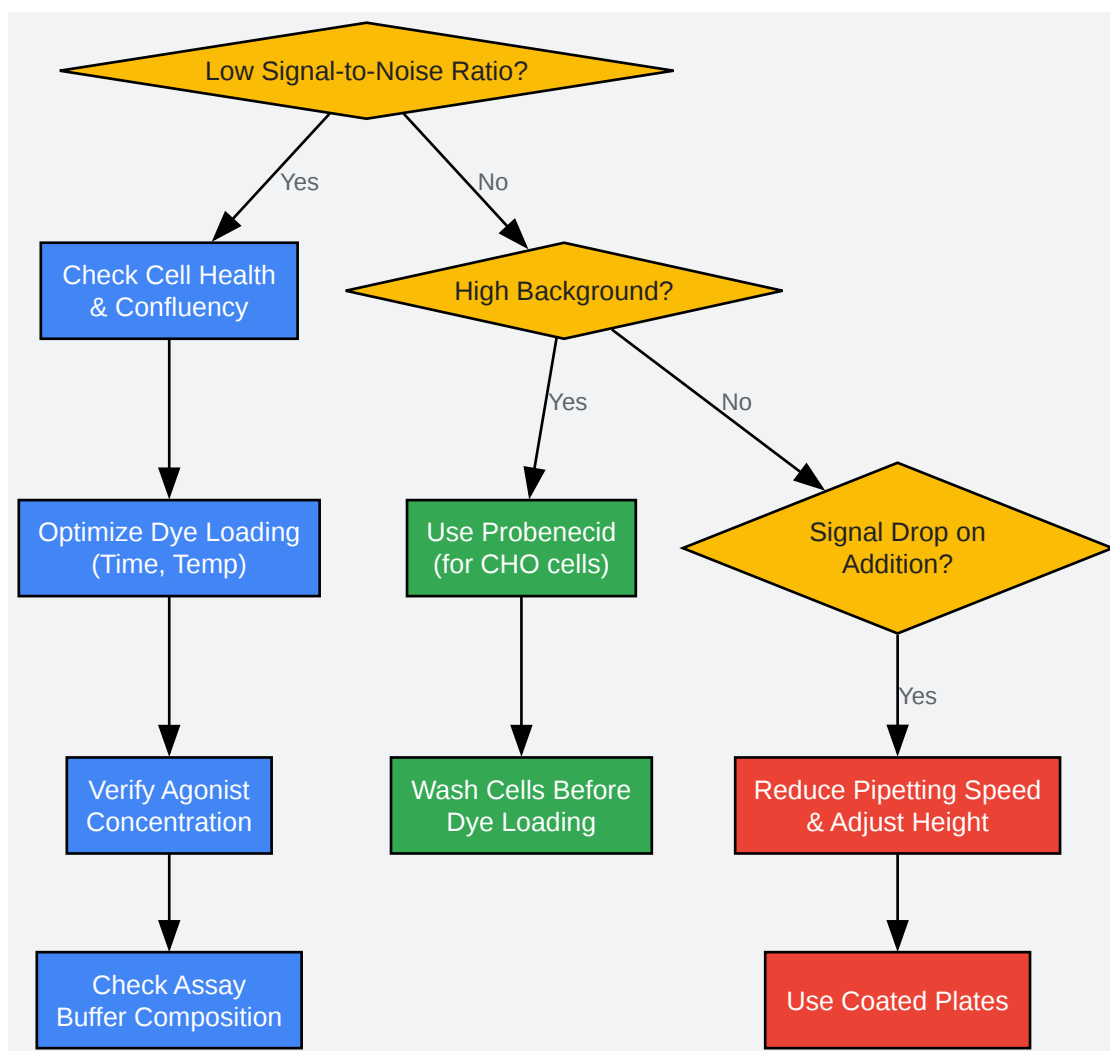 Low Signal-to-Noise Ratio?
Yes
No
Check Cell Health
& Confluency
High Background?
Yes
No
Optimize Dye Loading
(Time, Temp)
Use Probenecid
(for CHO cells)
Signal Drop on
Addition?
Yes
Verify Agonist
Concentration
Wash Cells Before
Dye Loading
Reduce Pipetting Speed
& Adjust Height
Check Assay
Buffer Composition
Use Coated Plates